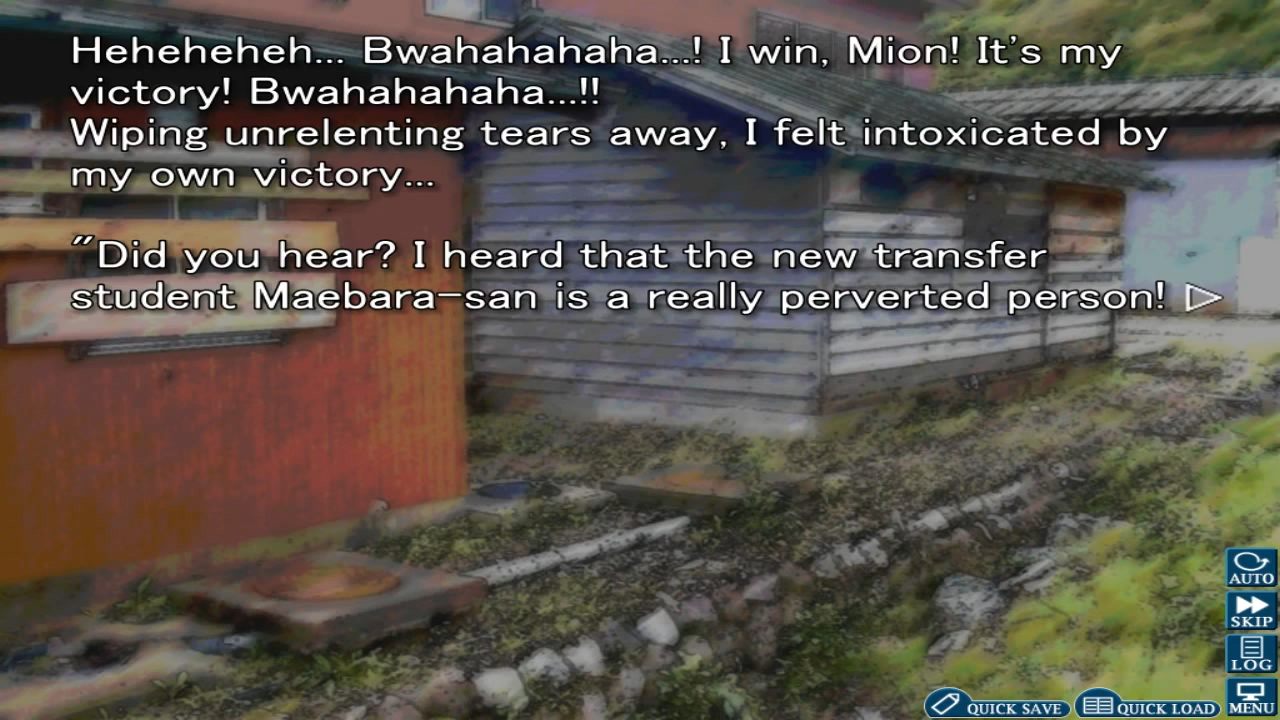 Heheheheh... Bwahahahaha...! I win, Mion! It's my
victory! Bwahahahaha...!!
Wiping unrelenting tears away, I felt intoxicated by
my own victory...
"Did you hear? I heard that the new transfer
student Maebara-san is a really perverted person!
AUTO
SKIP
LOG
MENU
QUICK SAVE
QUICK LOAD